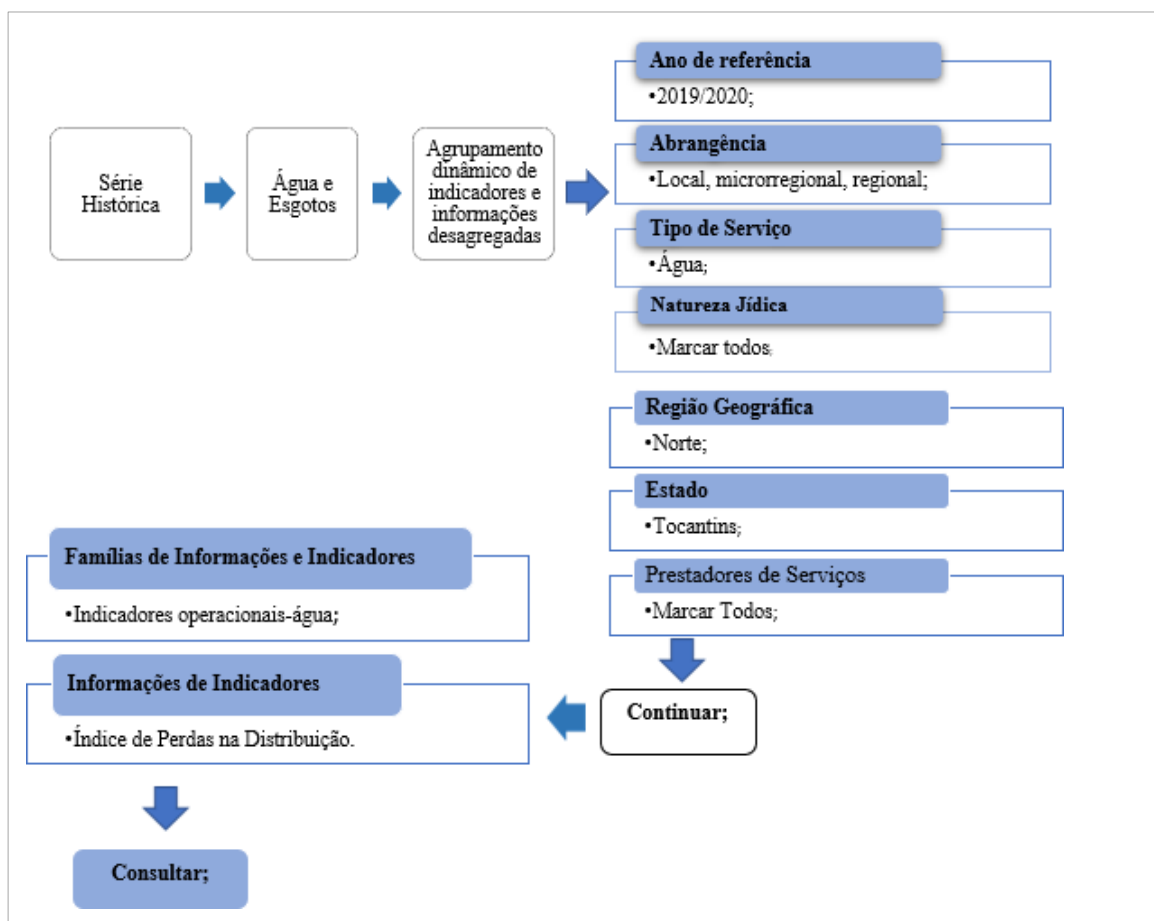 Série
Histórica
Água e
Esgotos
Agrupamento
dinâmico de
indicadores e
informações
desagregadas
Ano de referência
•2019/2020;
Abrangência
•Local, microrregional, regional;
Tipo de Serviço
•Água;
Natureza Jídica
•Marcar todos;
Região Geográfica
•Norte;
Estado
•Tocantins;
Prestadores de Serviços
•Marcar Todos;
Continuar;
Famílias de Informações e Indicadores
•Indicadores operacionais-água;
Informações de Indicadores
•Índice de Perdas na Distribuição.
Consultar;